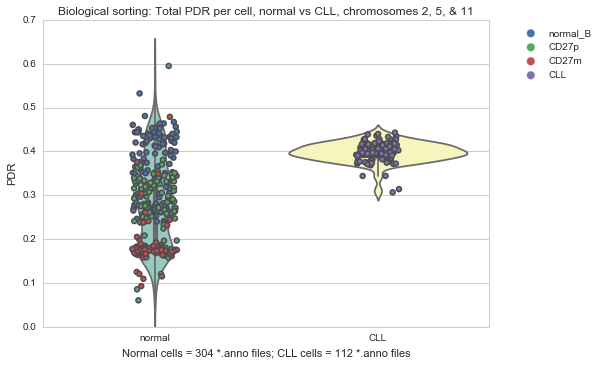 Biological sorting: Total PDR per cell, normal vs CLL, chromosomes 2, 5, & 11
0.7
0.6
0.5
0.4
0.3
0.2
0.1
0.0
PDR
normal
CLL
Normal cells = 304 *.anno files; CLL cells = 112 *.anno files
normal_B
CD27p
CD27m
CLL